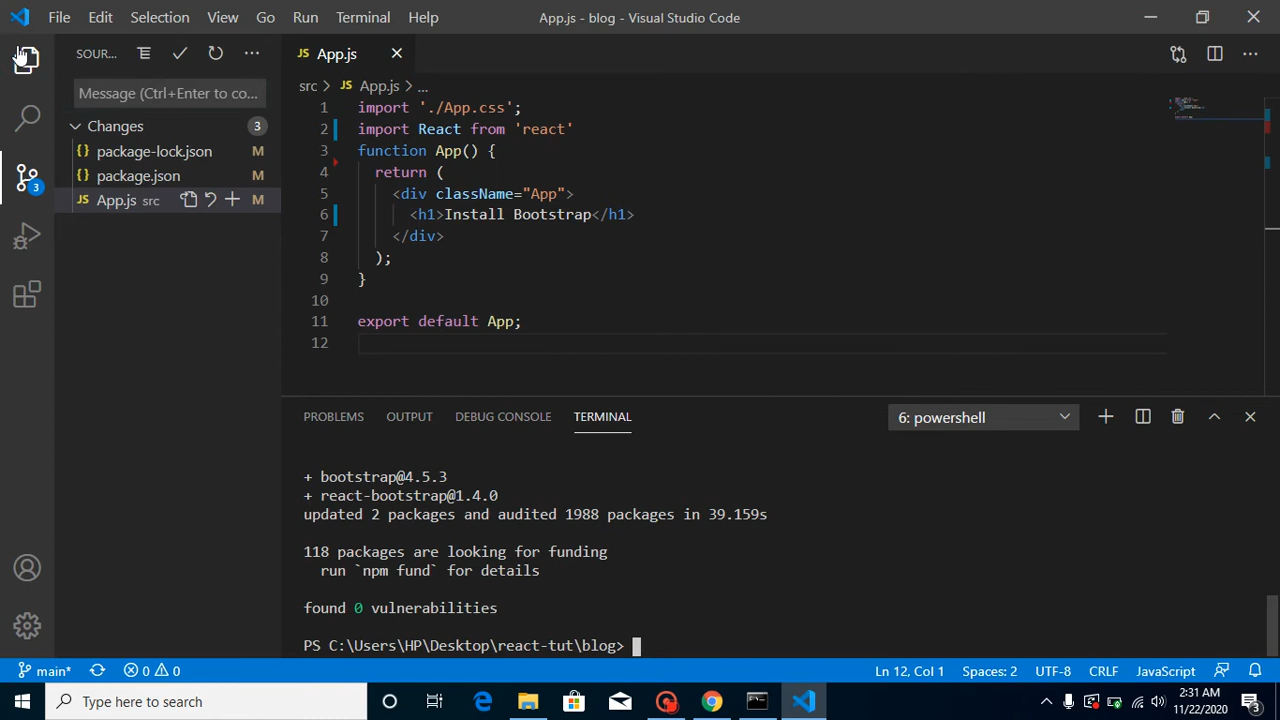 File Edit Selection View Go Run Terminal Help App.js - blog - Visual Studio Code
SOUR...
Message (Ctrl+Enter to co...
Changes 3
package-lock.json M
package.json M
JS App.js src M
3
JS App.js
src > JS App.js > ...
1 import './App.css';
2 import React from 'react'
3 function App() {
4 return (
5 <div className="App">
6 <h1>Install Bootstrap</h1>
7 </div>
8 );
9 }
10
11 export default App;
12
PROBLEMS OUTPUT DEBUG CONSOLE TERMINAL 6: powershell
+ bootstrap@4.5.3
+ react-bootstrap@1.4.0
updated 2 packages and audited 1988 packages in 39.159s
118 packages are looking for funding
run `npm fund` for details
found 0 vulnerabilities
PS C:\Users\HP\Desktop\react-tut\blog>
main* 0 0 Ln 12, Col 1 Spaces: 2 UTF-8 CRLF JavaScript
Type here to search
2:31 AM
11/22/2020
3